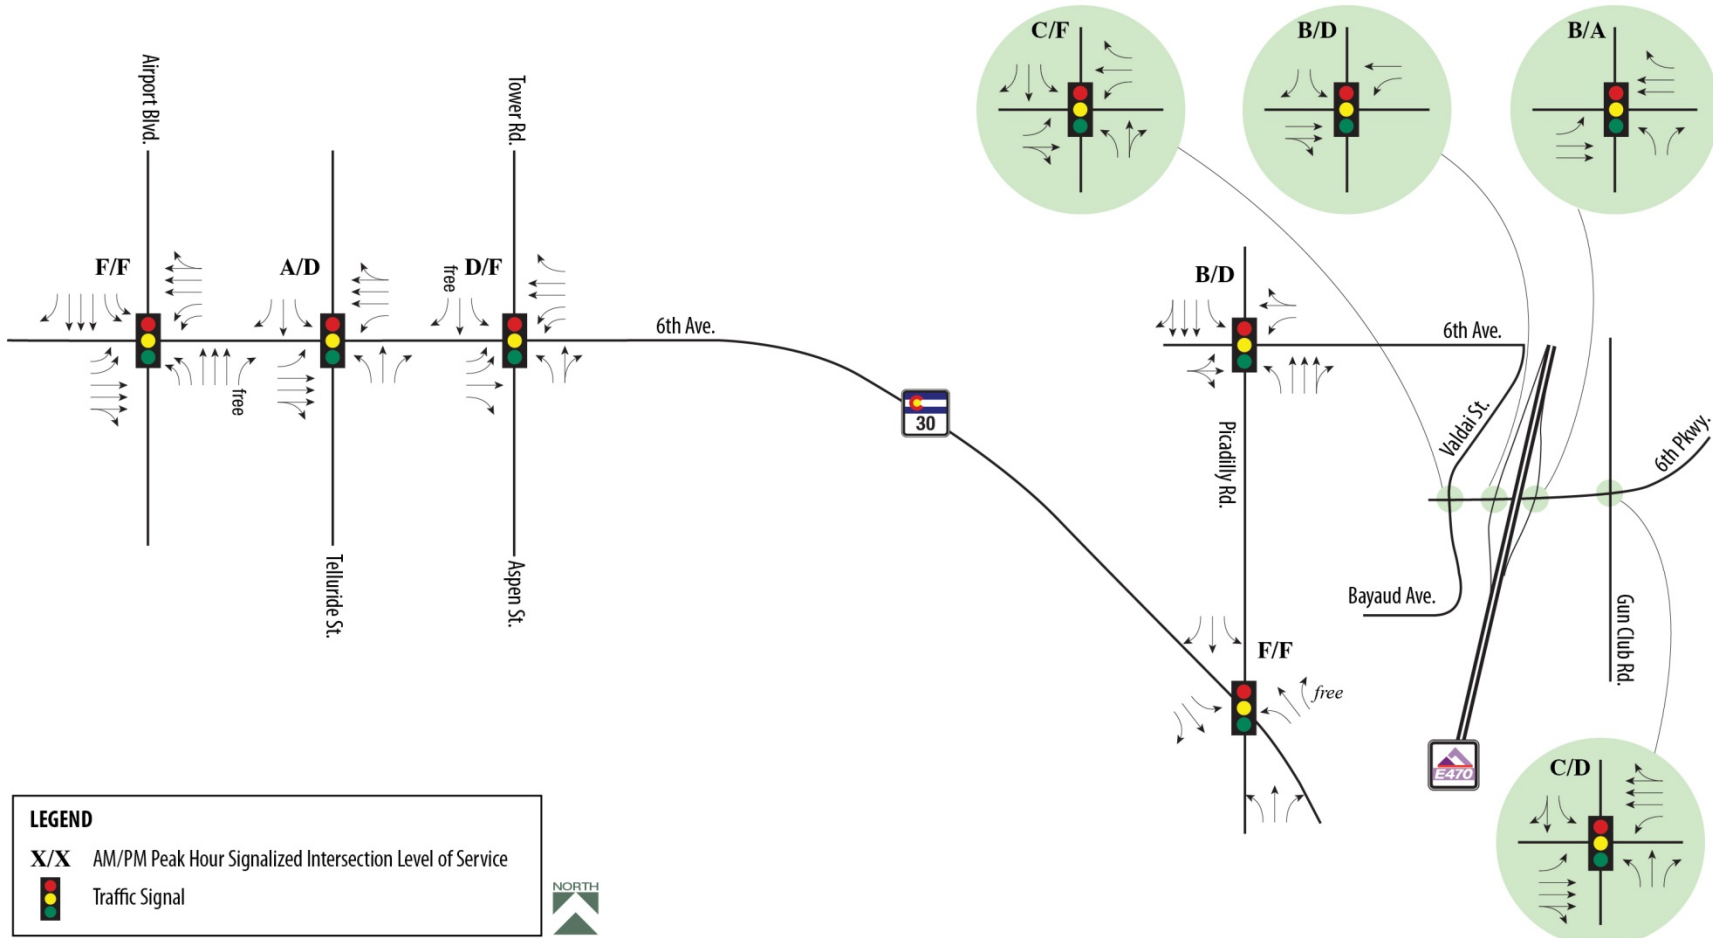 C/F
B/D
B/A
Airport Blvd.
Tower Rd.
F/F
A/D
D/F
free
B/D
6th Ave.
6th Ave.
free
30
Valdai St.
6th Pkwy.
Picadilly Rd.
Telluride St.
Aspen St.
Bayaud Ave.
Gun Club Rd.
F/F
free
E470
C/D
LEGEND
X/X AM/PM Peak Hour Signalized Intersection Level of Service
Traffic Signal
NORTH